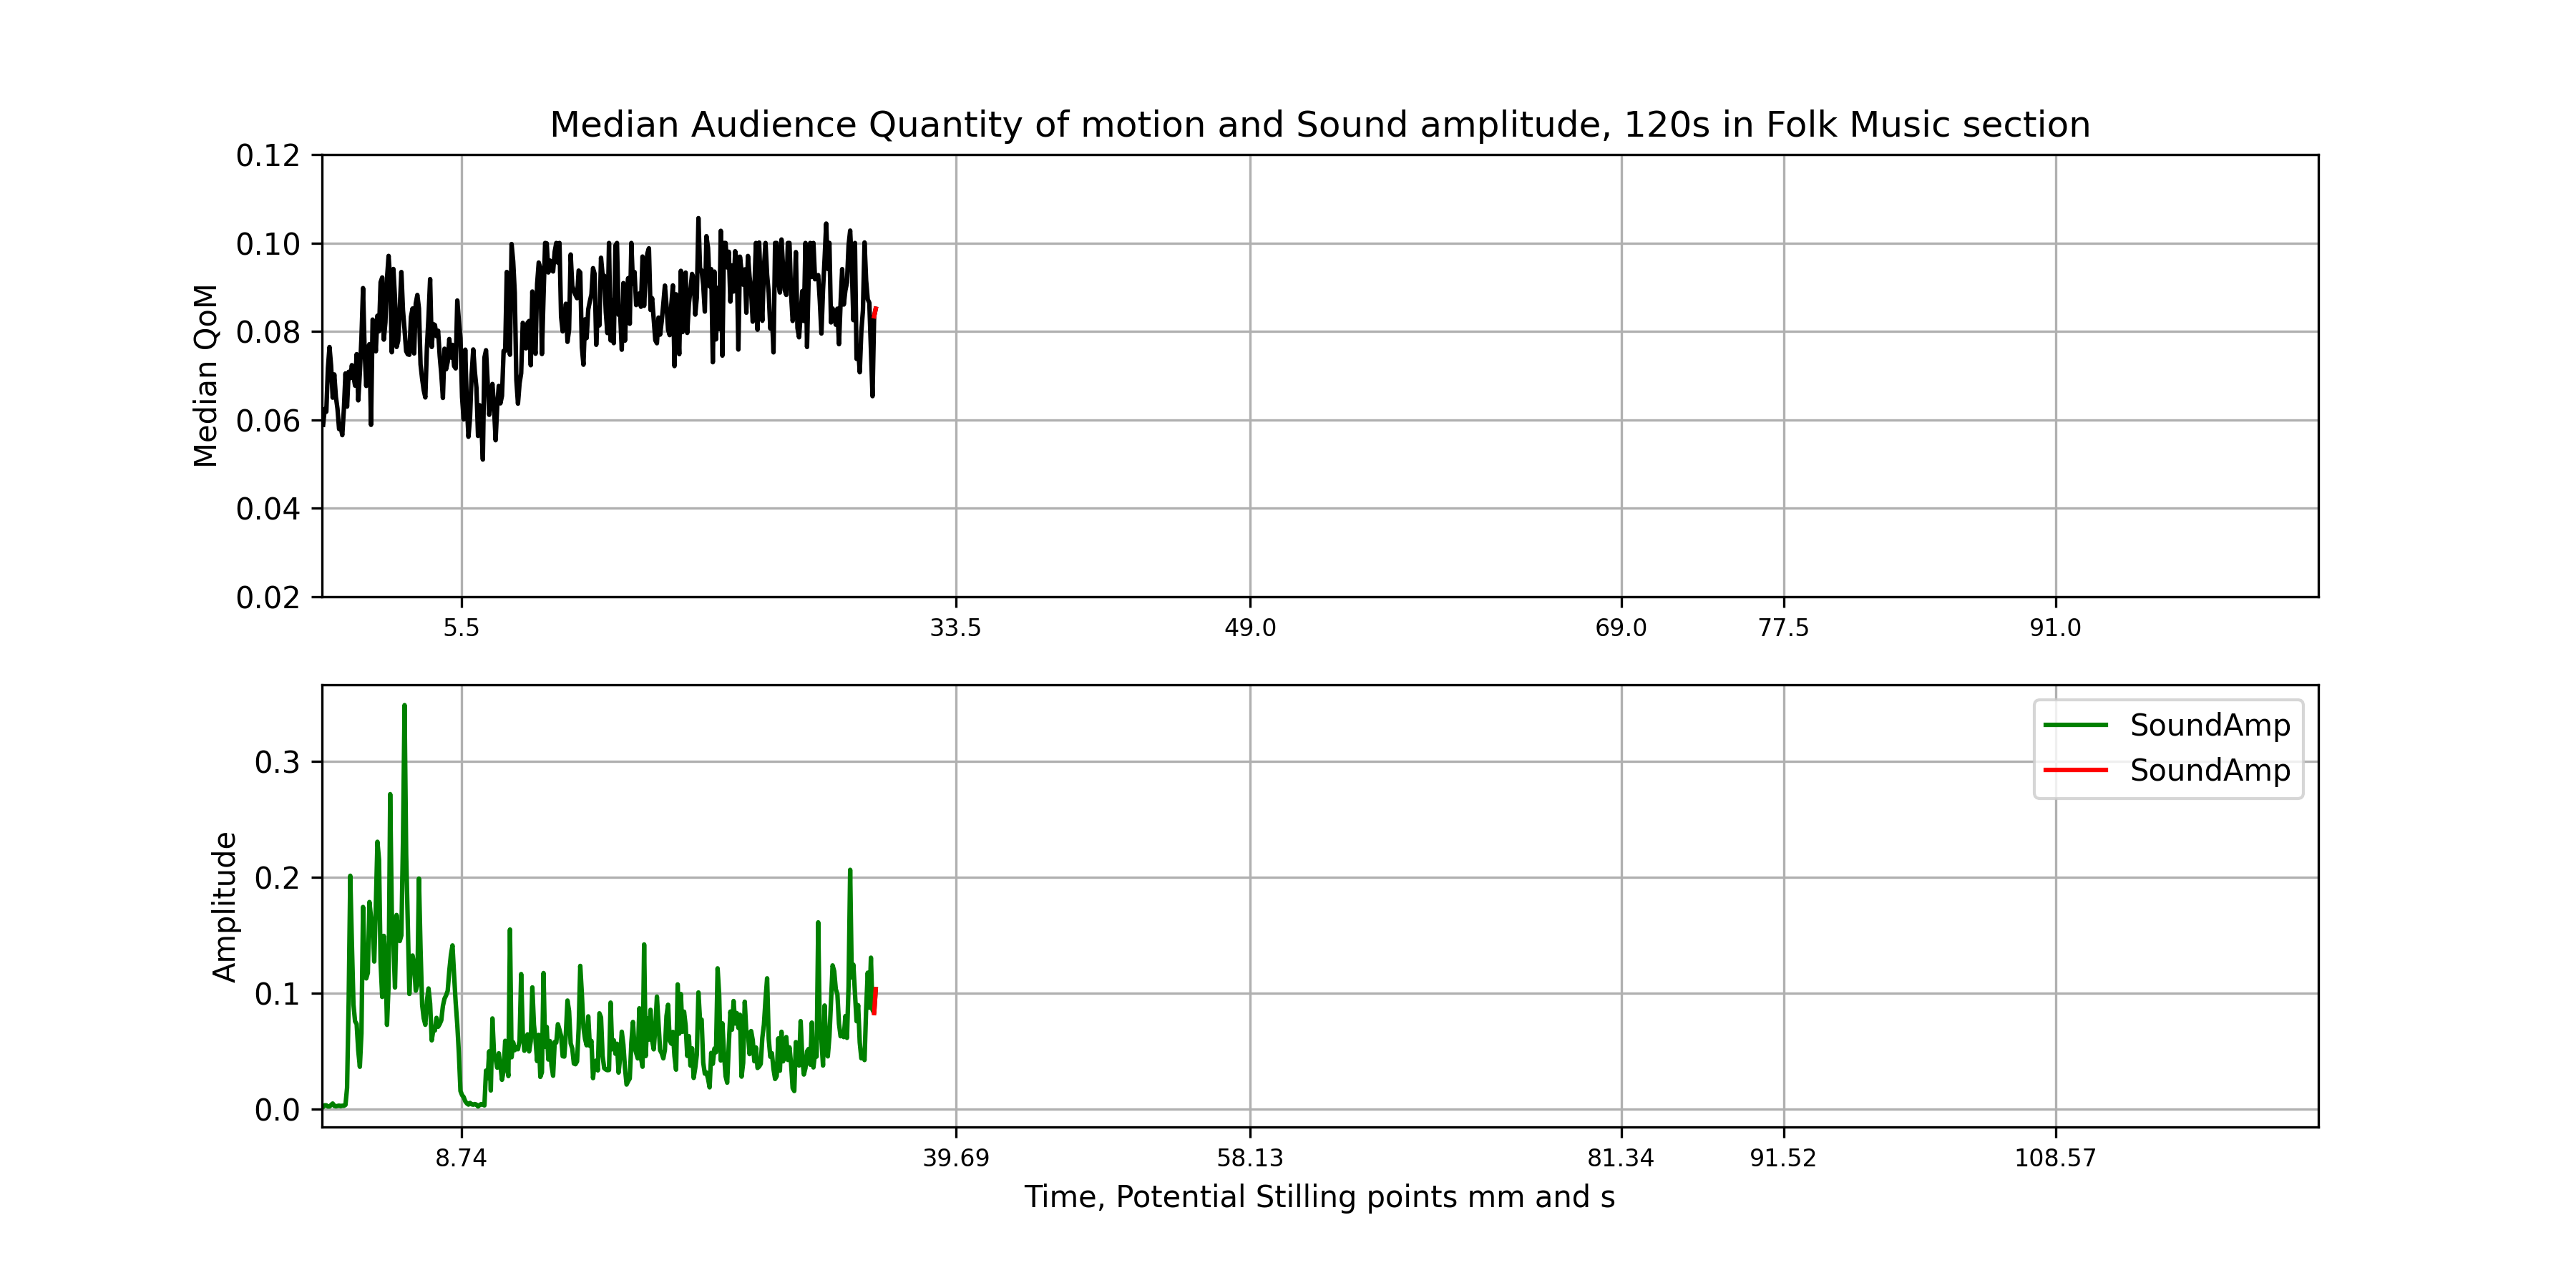 Median Audience Quantity of motion and Sound amplitude, 120s in Folk Music section
0.12
0.10
0.08
0.06
0.04
0.02
Median QoM
5.5 33.5 49.0 69.0 77.5 91.0
SoundAmp
SoundAmp
0.3
0.2
0.1
0.0
Amplitude
8.74 39.69 58.13 81.34 91.52 108.57
Time, Potential Stilling points mm and s